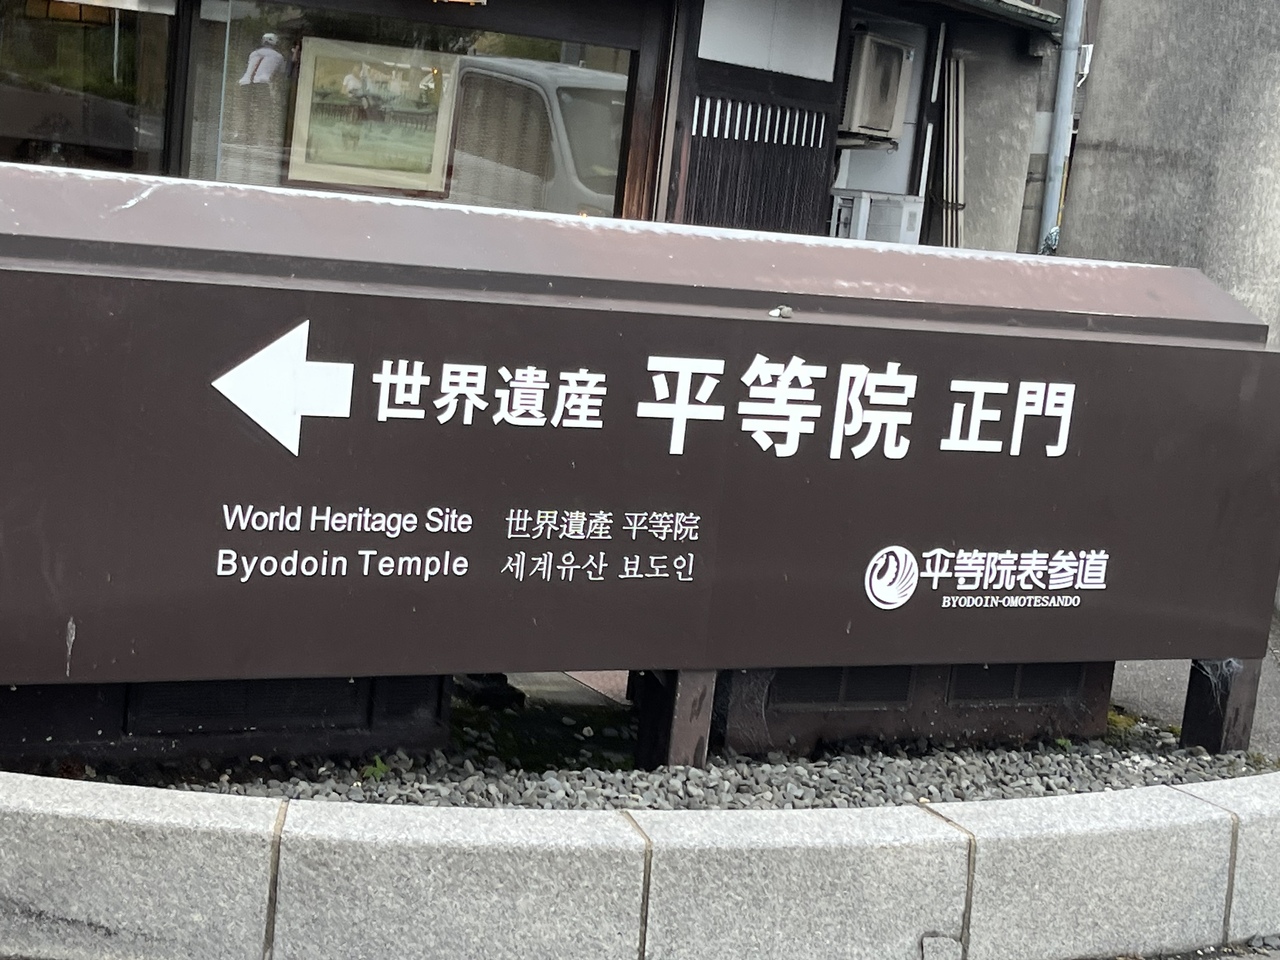 世界遺産 平等院 正門
World Heritage Site
Byodoin Temple
世界遺產 平等院
세계유산 뵤도인
平等院表参道
BYODOIN-OMOTESANDO